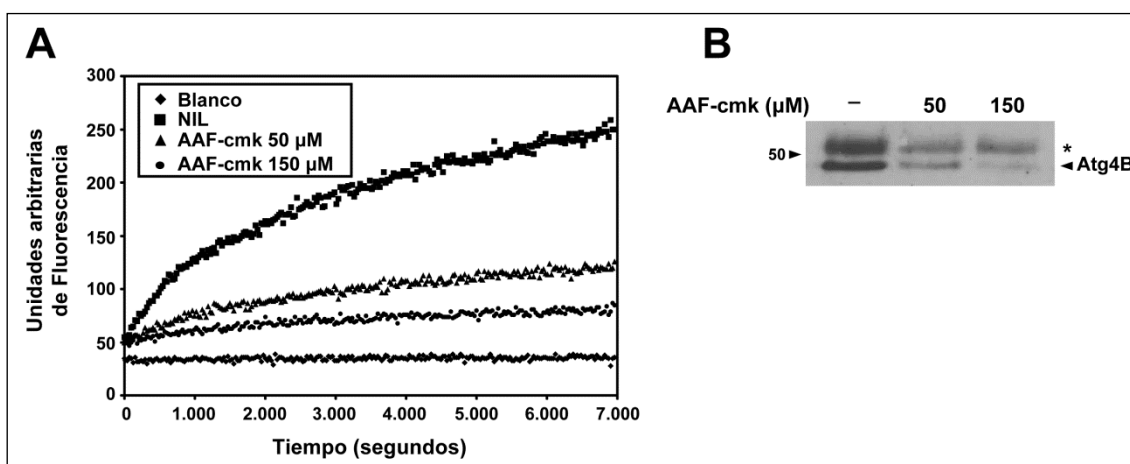 A
Unidades arbitrarias
de Fluorescencia
300
250
200
150
100
50
0
Blanco
NIL
AAF-cmk 50 µM
AAF-cmk 150 µM
0 1.000 2.000 3.000 4.000 5.000 6.000 7.000
Tiempo (segundos)
B
AAF-cmk (µM) – 50 150
50
*
Atg4B